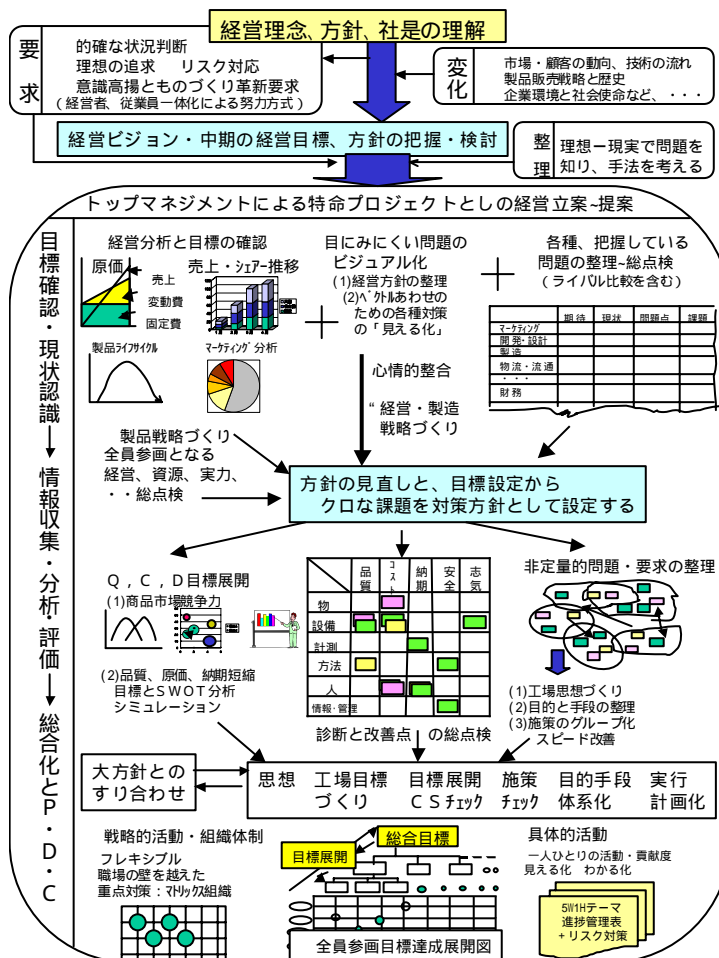 経営理念、方針、社是の理解
要求
的確な状況判断
理想の追求　リスク対応
意識高揚とものづくり革新要求
(経営者、従業員一体化による努力方式)
変化
市場・顧客の動向、技術の流れ
製品販売戦略と歴史
企業環境と社会使命など、・・・
経営ビジョン・中期の経営目標、方針の把握・検討
整理
理想ー現実で問題を
知り、手法を考える
トップマネジメントによる特命プロジェクトとしの経営立案~提案
目標確認・現状認識→情報収集・分析・評価→総合化とP・D・C
経営分析と目標の確認
原価
売上
変動費
固定費
売上・シェアー推移
製品ライフサイクル
マーケティング分析
目にみにくい問題の
ビジュアル化
(1)経営方針の整理
(2)ベクトルあわせの
ための各種対策
の「見える化」
各種、把握している
問題の整理~総点検
(ライバル比較を含む)
期待　現状　問題点　課題
マーケティング
開発・設計
製造
物流・流通
・・・
財務
心情的整合
“経営・製造
戦略づくり
製品戦略づくり
全員参画となる
経営、資源、実力、
・・総点検
方針の見直しと、目標設定から
クロな課題を対策方針として設定する
Q,C,D目標展開
(1)商品市場競争力
(2)品質、原価、納期短縮
目標とSWOT分析
シミュレーション
品質　コスト　納期　安全　志気
物
設備
計測
方法
人
情報・管理
診断と改善点　の総点検
非定量的問題・要求の整理
(1)工場思想づくり
(2)目的と手段の整理
(3)施策のグループ化
スピード改善
大方針との
すり合わせ
思想　工場目標　目標展開　施策　目的手段　実行
づくり　CSチェック　チェック　体系化　計画化
戦略的活動・組織体制
フレキシブル
職場の壁を越えた
重点対策：マトリックス組織
総合目標
目標展開
全員参画目標達成展開図
具体的活動
一人ひとりの活動・貢献度
見える化　わかる化
5W1Hテーマ
進捗管理表
+リスク対策